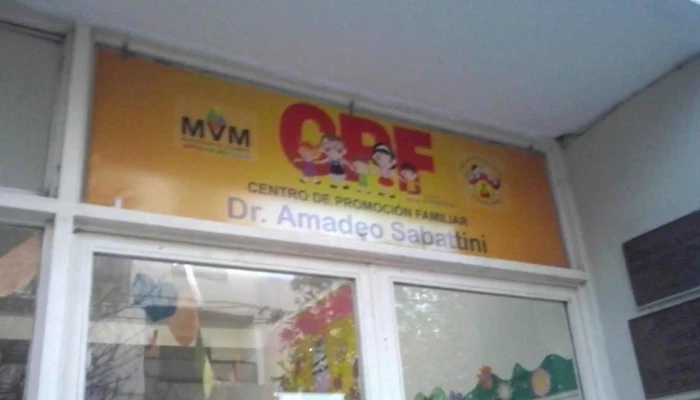 MVM
CPF
CENTRO DE PROMOCIÓN FAMILIAR
Dr. Amadeo Sabattini